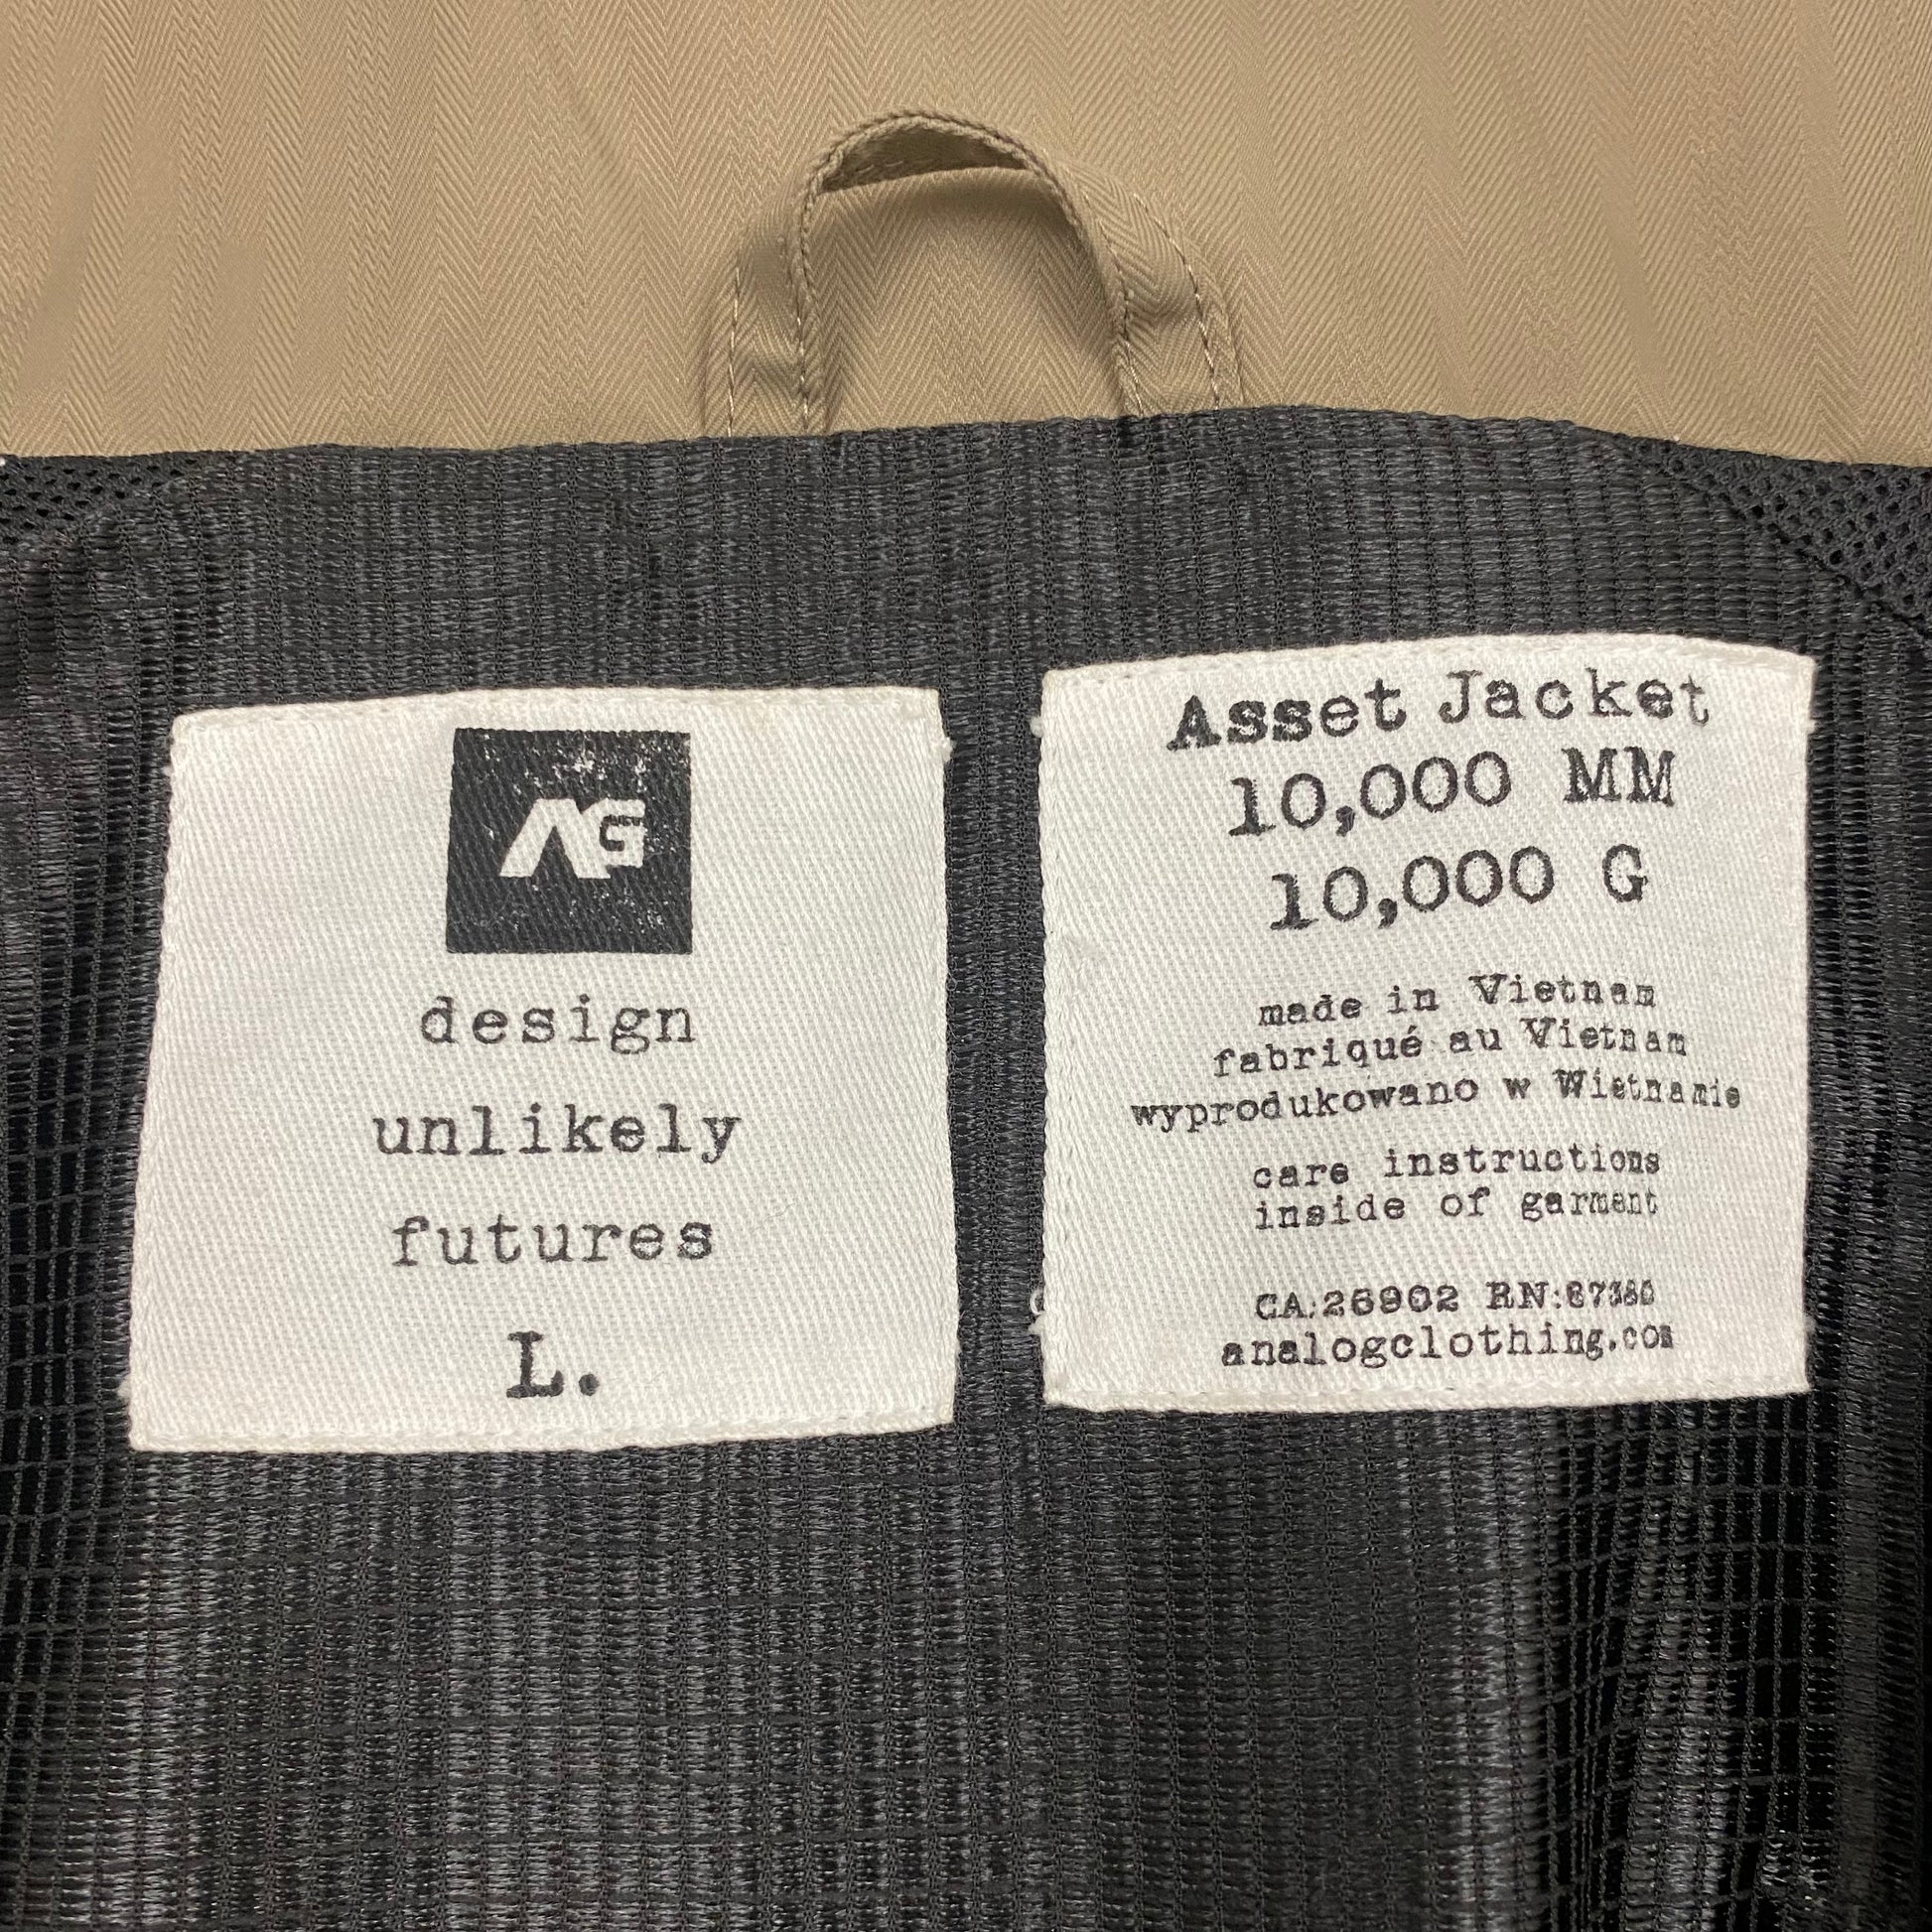 AG
design
unlikely
futures
L.
Asset Jacket
10,000 MM
10,000 G
made in Vietnam
fabriqué au Vietnam
wyprodukowano w Wietnamie
care instructions
inside of garment
CA:26902 RN:87380
analogclothing.com